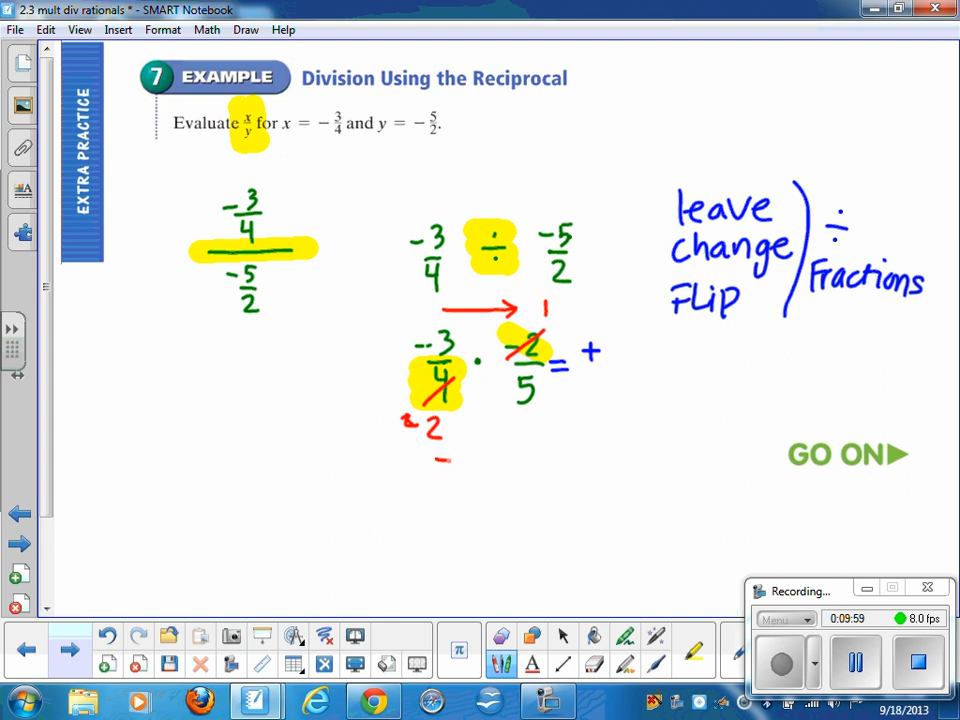 2.3 mult div rationals * - SMART Notebook
File Edit View Insert Format Math Draw Help
EXTRA PRACTICE
7 EXAMPLE Division Using the Reciprocal
Evaluate x/y for x = -3/4 and y = -5/2.
-3/4
-5/2
-3/4 ÷ -5/2
1
--3/4 · -2/5 = +
2
-
leave
change
FLip
÷
Fractions
GO ON
Recording...
Menu 0:09:59 8.0 fps
π
A
9/18/2013